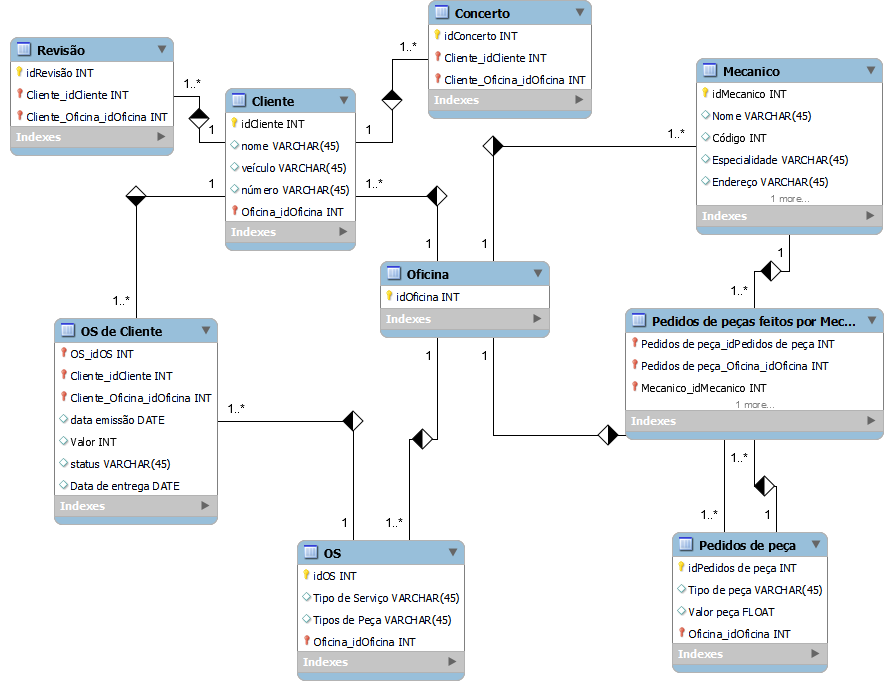 Revisão
idRevisão INT
Cliente_idCliente INT
Cliente_Oficina_idOficina INT
Indexes
1..*
1
Cliente
idCliente INT
nome VARCHAR(45)
veículo VARCHAR(45)
número VARCHAR(45)
Oficina_idOficina INT
Indexes
1..*
1
Concerto
idConcerto INT
Cliente_idCliente INT
Cliente_Oficina_idOficina INT
Indexes
1..*
1
Mecanico
idMecanico INT
Nome VARCHAR(45)
Código INT
Especialidade VARCHAR(45)
Endereço VARCHAR(45)
1 more...
Indexes
1
1..*
1..*
1
Oficina
idOficina INT
Indexes
1
1..*
OS de Cliente
OS_idOS INT
Cliente_idCliente INT
Cliente_Oficina_idOficina INT
data emissão DATE
Valor INT
status VARCHAR(45)
Data de entrega DATE
Indexes
1..*
1
1
1..*
1
1..*
Pedidos de peças feitos por Mec...
Pedidos de peça_idPedidos de peça INT
Pedidos de peça_Oficina_idOficina INT
Mecanico_idMecanico INT
1 more...
Indexes
1..*
1..*
1
OS
idOS INT
Tipo de Serviço VARCHAR(45)
Tipos de Peça VARCHAR(45)
Oficina_idOficina INT
Indexes
Pedidos de peça
idPedidos de peça INT
Tipo de peça VARCHAR(45)
Valor peça FLOAT
Oficina_idOficina INT
Indexes